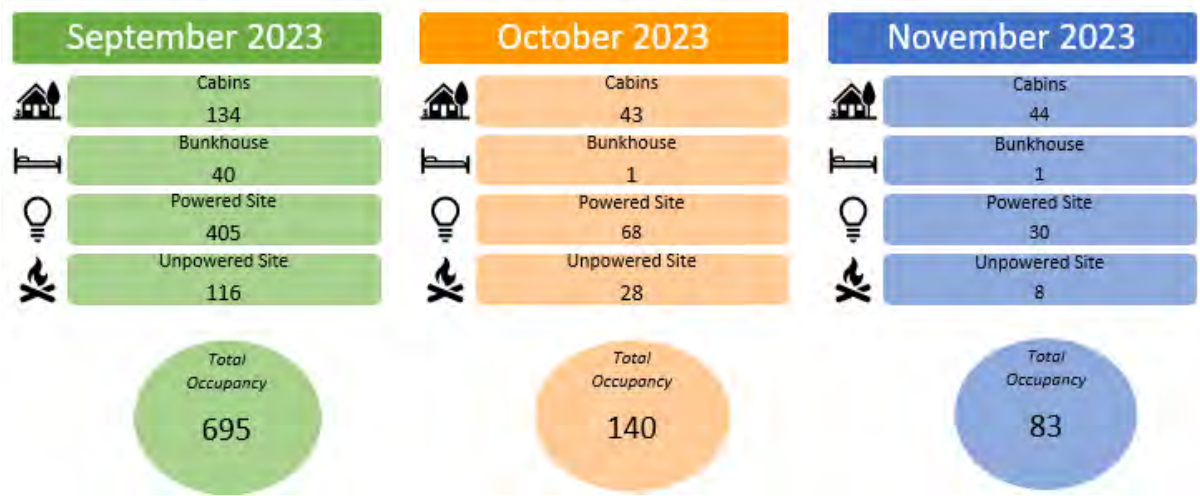 September 2023
Cabins
134
Bunkhouse
40
Powered Site
405
Unpowered Site
116
Total
Occupancy
695
October 2023
Cabins
43
Bunkhouse
1
Powered Site
68
Unpowered Site
28
Total
Occupancy
140
November 2023
Cabins
44
Bunkhouse
1
Powered Site
30
Unpowered Site
8
Total
Occupancy
83